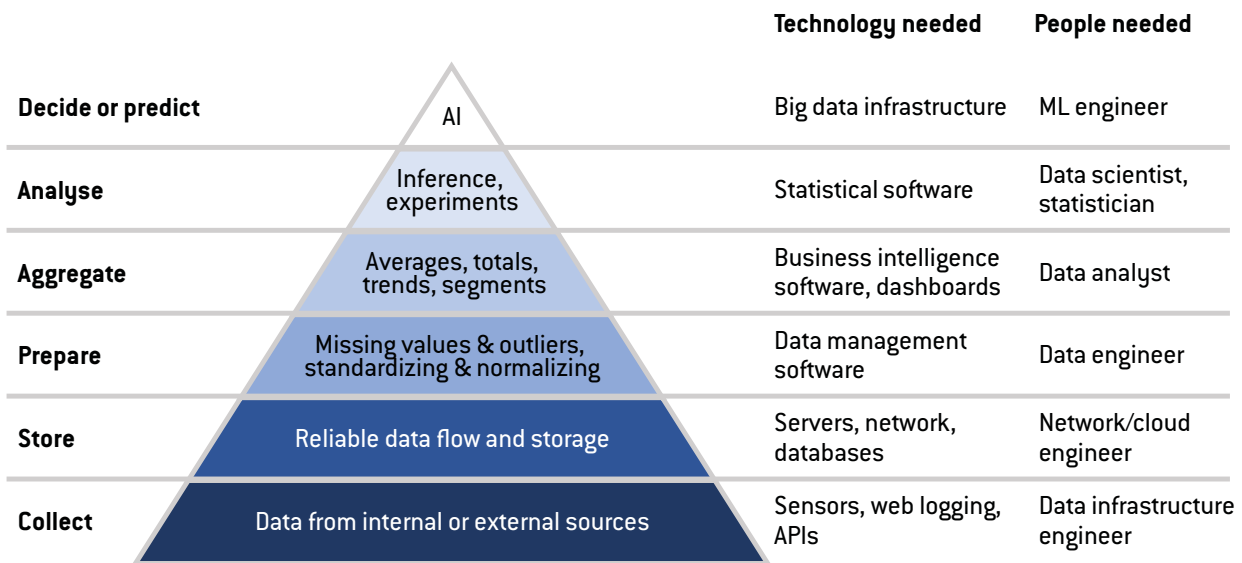 Technology needed
People needed
Decide or predict
AI
Big data infrastructure
ML engineer
Analyse
Inference,
experiments
Statistical software
Data scientist,
statistician
Aggregate
Averages, totals,
trends, segments
Business intelligence
software, dashboards
Data analyst
Prepare
Missing values & outliers,
standardizing & normalizing
Data management
software
Data engineer
Store
Reliable data flow and storage
Servers, network,
databases
Network/cloud
engineer
Collect
Data from internal or external sources
Sensors, web logging,
APIs
Data infrastructure
engineer